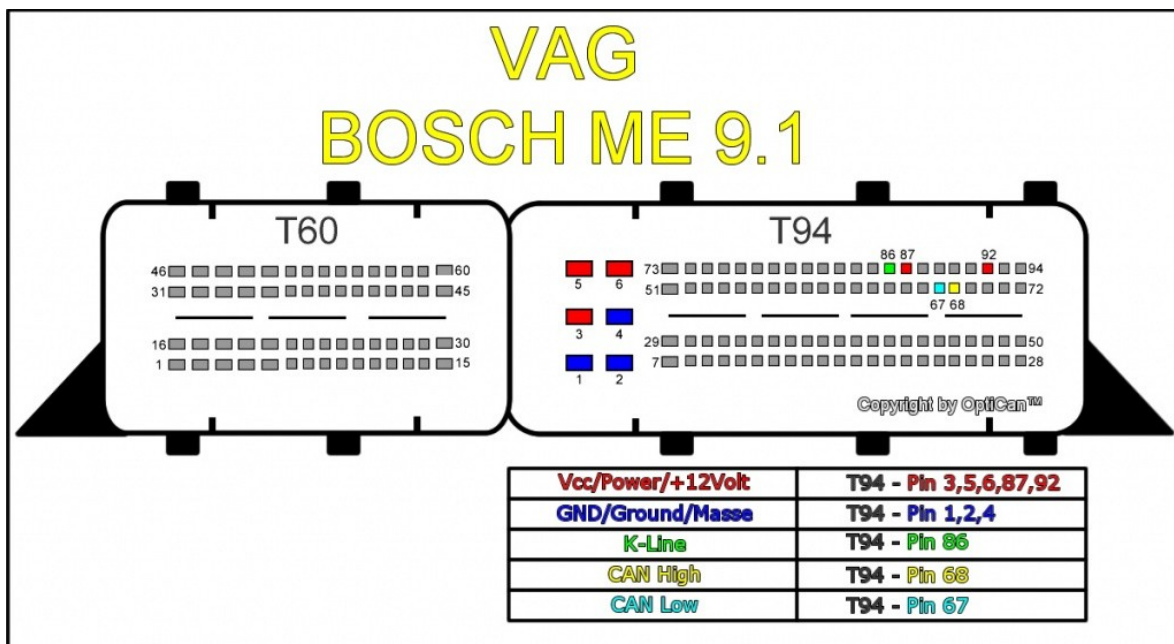 VAG
BOSCH ME 9.1
T60
T94
86 87 92
46 60 5 6 73 94
31 45 51 72
67 68
3 4
16 30 29 50
1 15 7 28
1 2
Copyright by OptiCan™
Vcc/Power/+12Volt T94 - Pin 3,5,6,87,92
GND/Ground/Masse T94 - Pin 1,2,4
K-Line T94 - Pin 86
CAN High T94 - Pin 68
CAN Low T94 - Pin 67